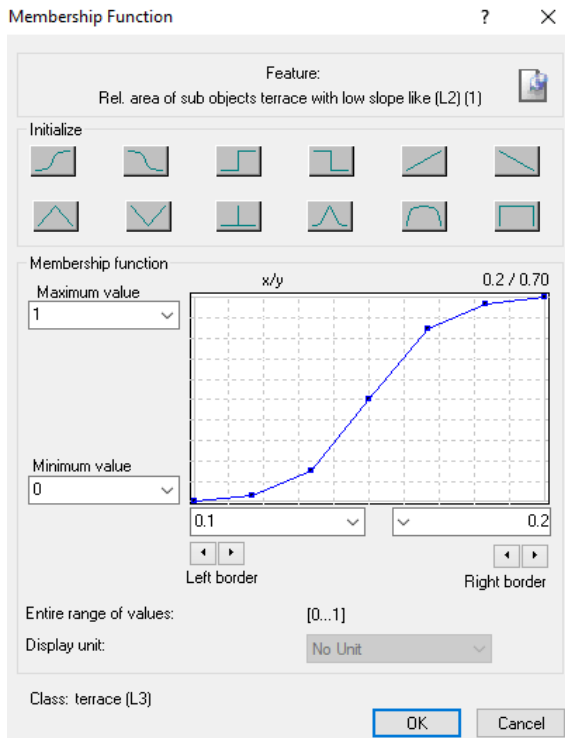 Membership Function ? ×
Feature:
Rel. area of sub objects terrace with low slope like (L2) (1)
Initialize
Membership function
x/y 0.2 / 0.70
Maximum value
1
Minimum value
0
0.1 0.2
Left border Right border
Entire range of values: [0...1]
Display unit: No Unit
Class: terrace (L3)
OK Cancel